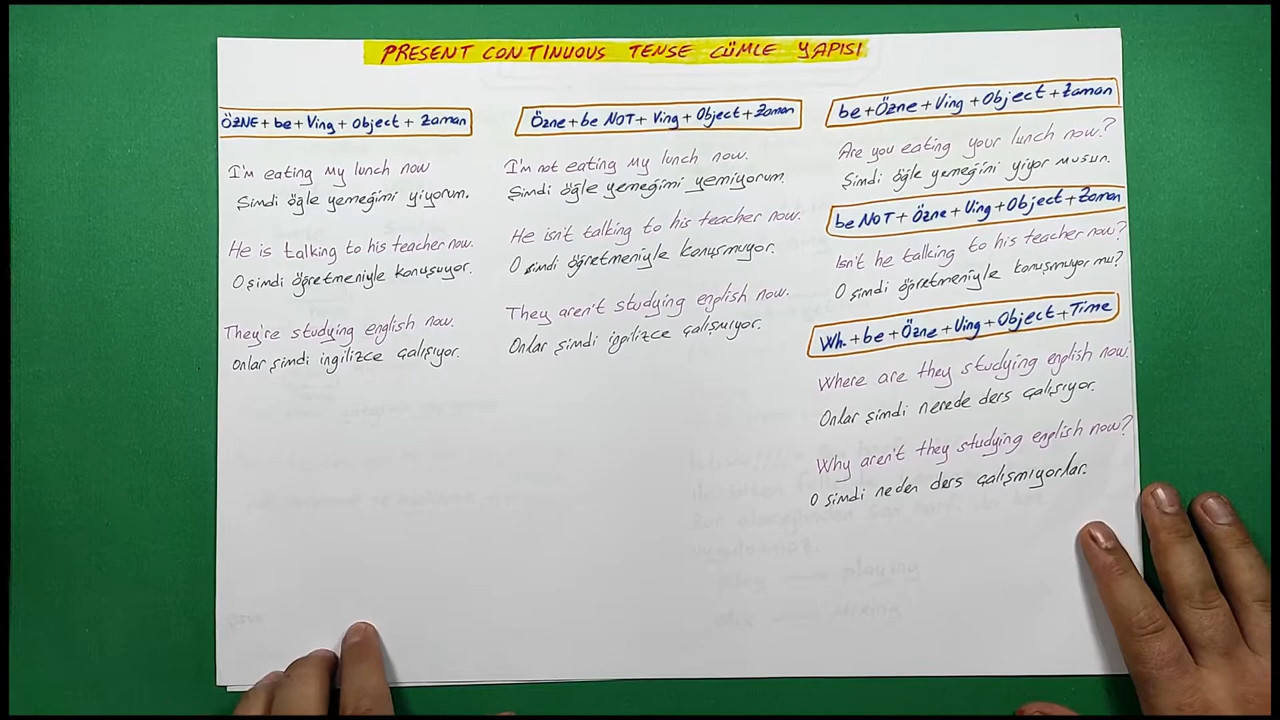 PRESENT CONTINUOUS TENSE CÜMLE YAPISI
ÖZNE + be + Ving + Object + Zaman
I'm eating my lunch now
Şimdi öğle yemeğimi yiyorum.
He is talking to his teacher now.
O şimdi öğretmeniyle konuşuyor.
They're studying english now.
Onlar şimdi ingilizce çalışıyor.
Özne + be NOT + Ving + Object + Zaman
I'm not eating my lunch now.
Şimdi öğle yemeğimi yemiyorum.
He isn't talking to his teacher now.
O şimdi öğretmeniyle konuşmuyor.
They aren't studying english now.
Onlar şimdi ingilizce çalışmıyor.
be + Özne + Ving + Object + Zaman
Are you eating your lunch now?
Şimdi öğle yemeğini yiyor musun.
be NOT + Özne + Ving + Object + Zaman
Isn't he talking to his teacher now?
O şimdi öğretmeniyle konuşmuyor mu?
Wh. + be + Özne + Ving + Object + Time
Where are they studying english now.
Onlar şimdi nerede ders çalışıyor.
Why aren't they studying english now?
O şimdi neden ders çalışmıyorlar.
playing